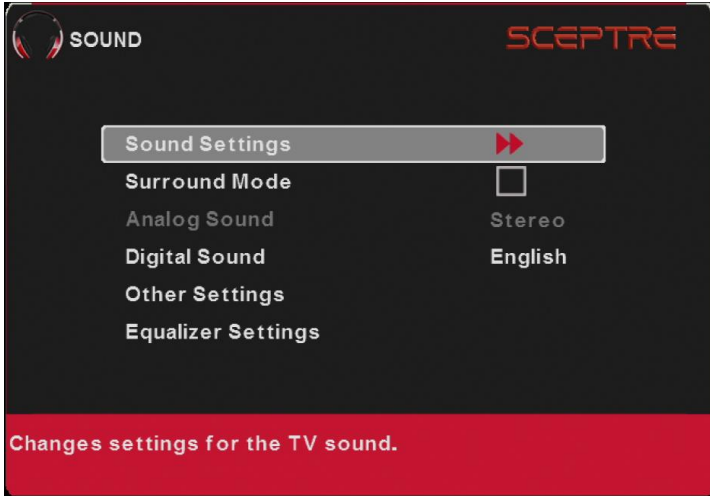 SOUND
SCEPTRE
Sound Settings
Surround Mode
Analog Sound Stereo
Digital Sound English
Other Settings
Equalizer Settings
Changes settings for the TV sound.